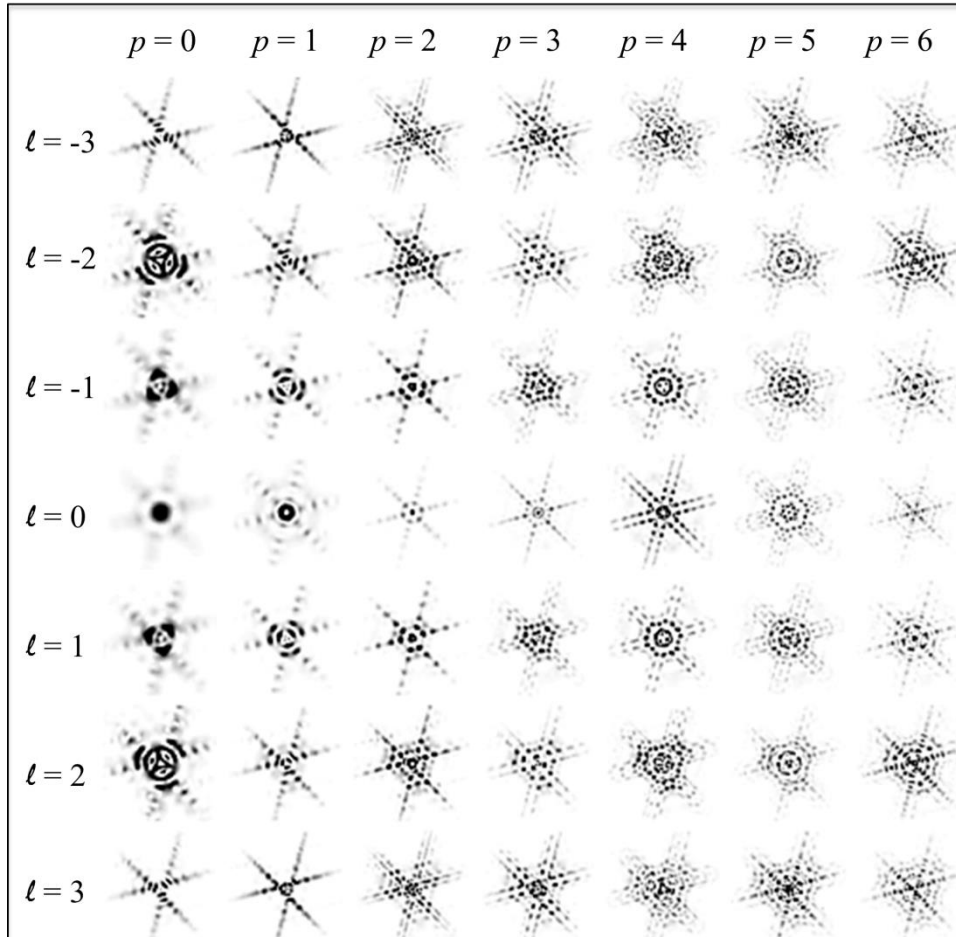 p = 0 p = 1 p = 2 p = 3 p = 4 p = 5 p = 6
ℓ = -3
ℓ = -2
ℓ = -1
ℓ = 0
ℓ = 1
ℓ = 2
ℓ = 3